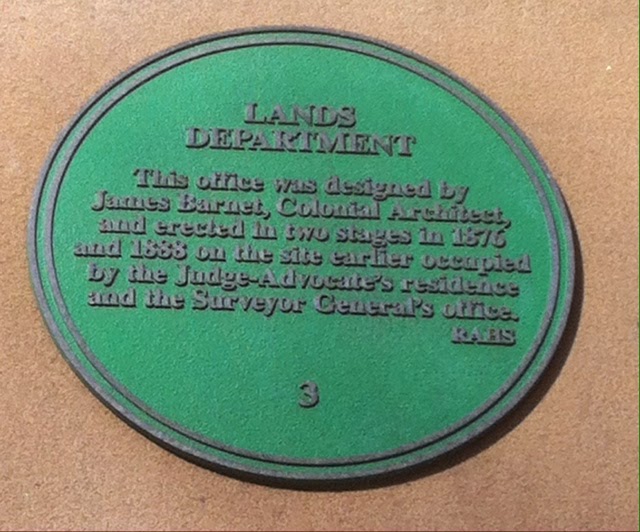 LANDS
DEPARTMENT
This office was designed by
James Barnet, Colonial Architect,
and erected in two stages in 1876
and 1888 on the site earlier occupied
by the Judge-Advocate's residence
and the Surveyor General's office.
RAHS
3